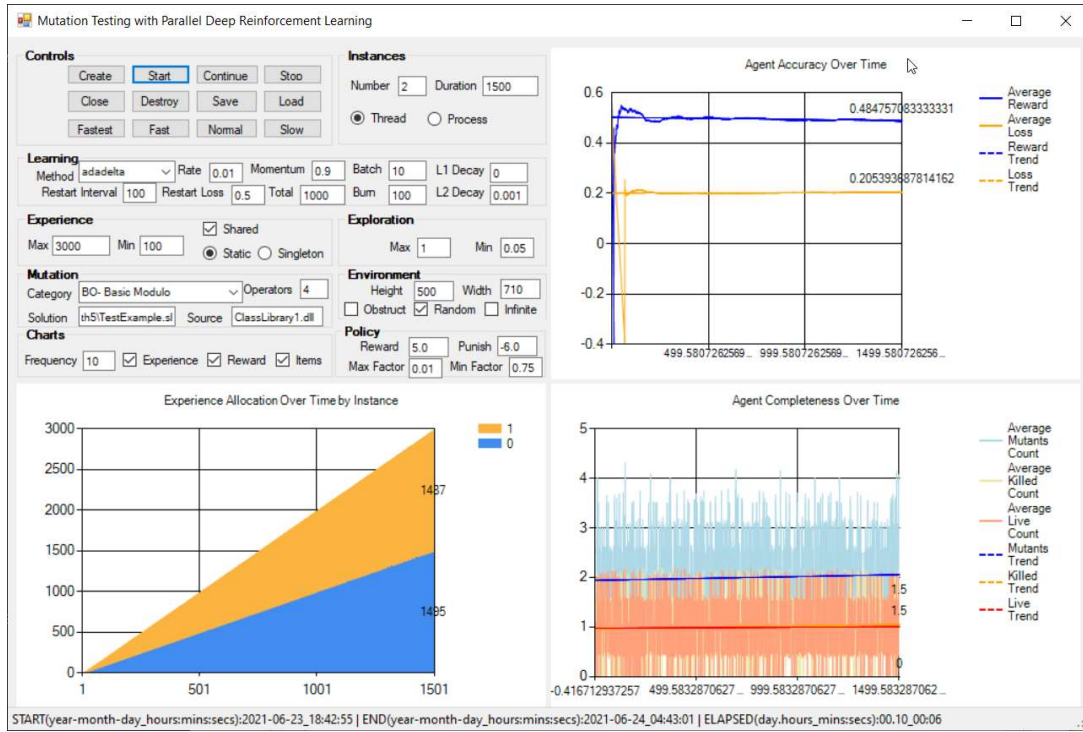 Mutation Testing with Parallel Deep Reinforcement Learning
Controls
Create Start Continue Stop
Close Destroy Save Load
Fastest Fast Normal Slow
Instances
Number 2 Duration 1500
Thread Process
Learning
Method adadelta Rate 0.01 Momentum 0.9 Batch 10 L1 Decay 0
Restart Interval 100 Restart Loss 0.5 Total 1000 Burn 100 L2 Decay 0.001
Experience
Shared
Max 3000 Min 100 Static Singleton
Exploration
Max 1 Min 0.05
Mutation
Category BO- Basic Modulo Operators 4
Solution th5\TestExample.sl Source ClassLibrary1.dll
Environment
Height 500 Width 710
Obstruct Random Infinite
Charts
Frequency 10 Experience Reward Items
Policy
Reward 5.0 Punish -6.0
Max Factor 0.01 Min Factor 0.75
Agent Accuracy Over Time
0.6
0.4
0.2
0
-0.2
-0.4
0.484757083333331
0.205393687814162
499.5807262569... 999.5807262569... 1499.580726256...
Average
Reward
Average
Loss
Reward
Trend
Loss
Trend
Experience Allocation Over Time by Instance
3000
2500
2000
1500
1000
500
0
1487
1495
1 501 1001 1501
1
0
Agent Completeness Over Time
5
4
3
2
1
0
1.5
1.5
0
-0.416712937257 499.5832870627... 999.5832870627... 1499.583287062...
Average
Mutants
Count
Average
Killed
Count
Average
Live
Count
Mutants
Trend
Killed
Trend
Live
Trend
START(year-month-day_hours:mins:secs):2021-06-23_18:42:55 | END(year-month-day_hours:mins:secs):2021-06-24_04:43:01 | ELAPSED(day.hours_mins:secs):00.10_00:06